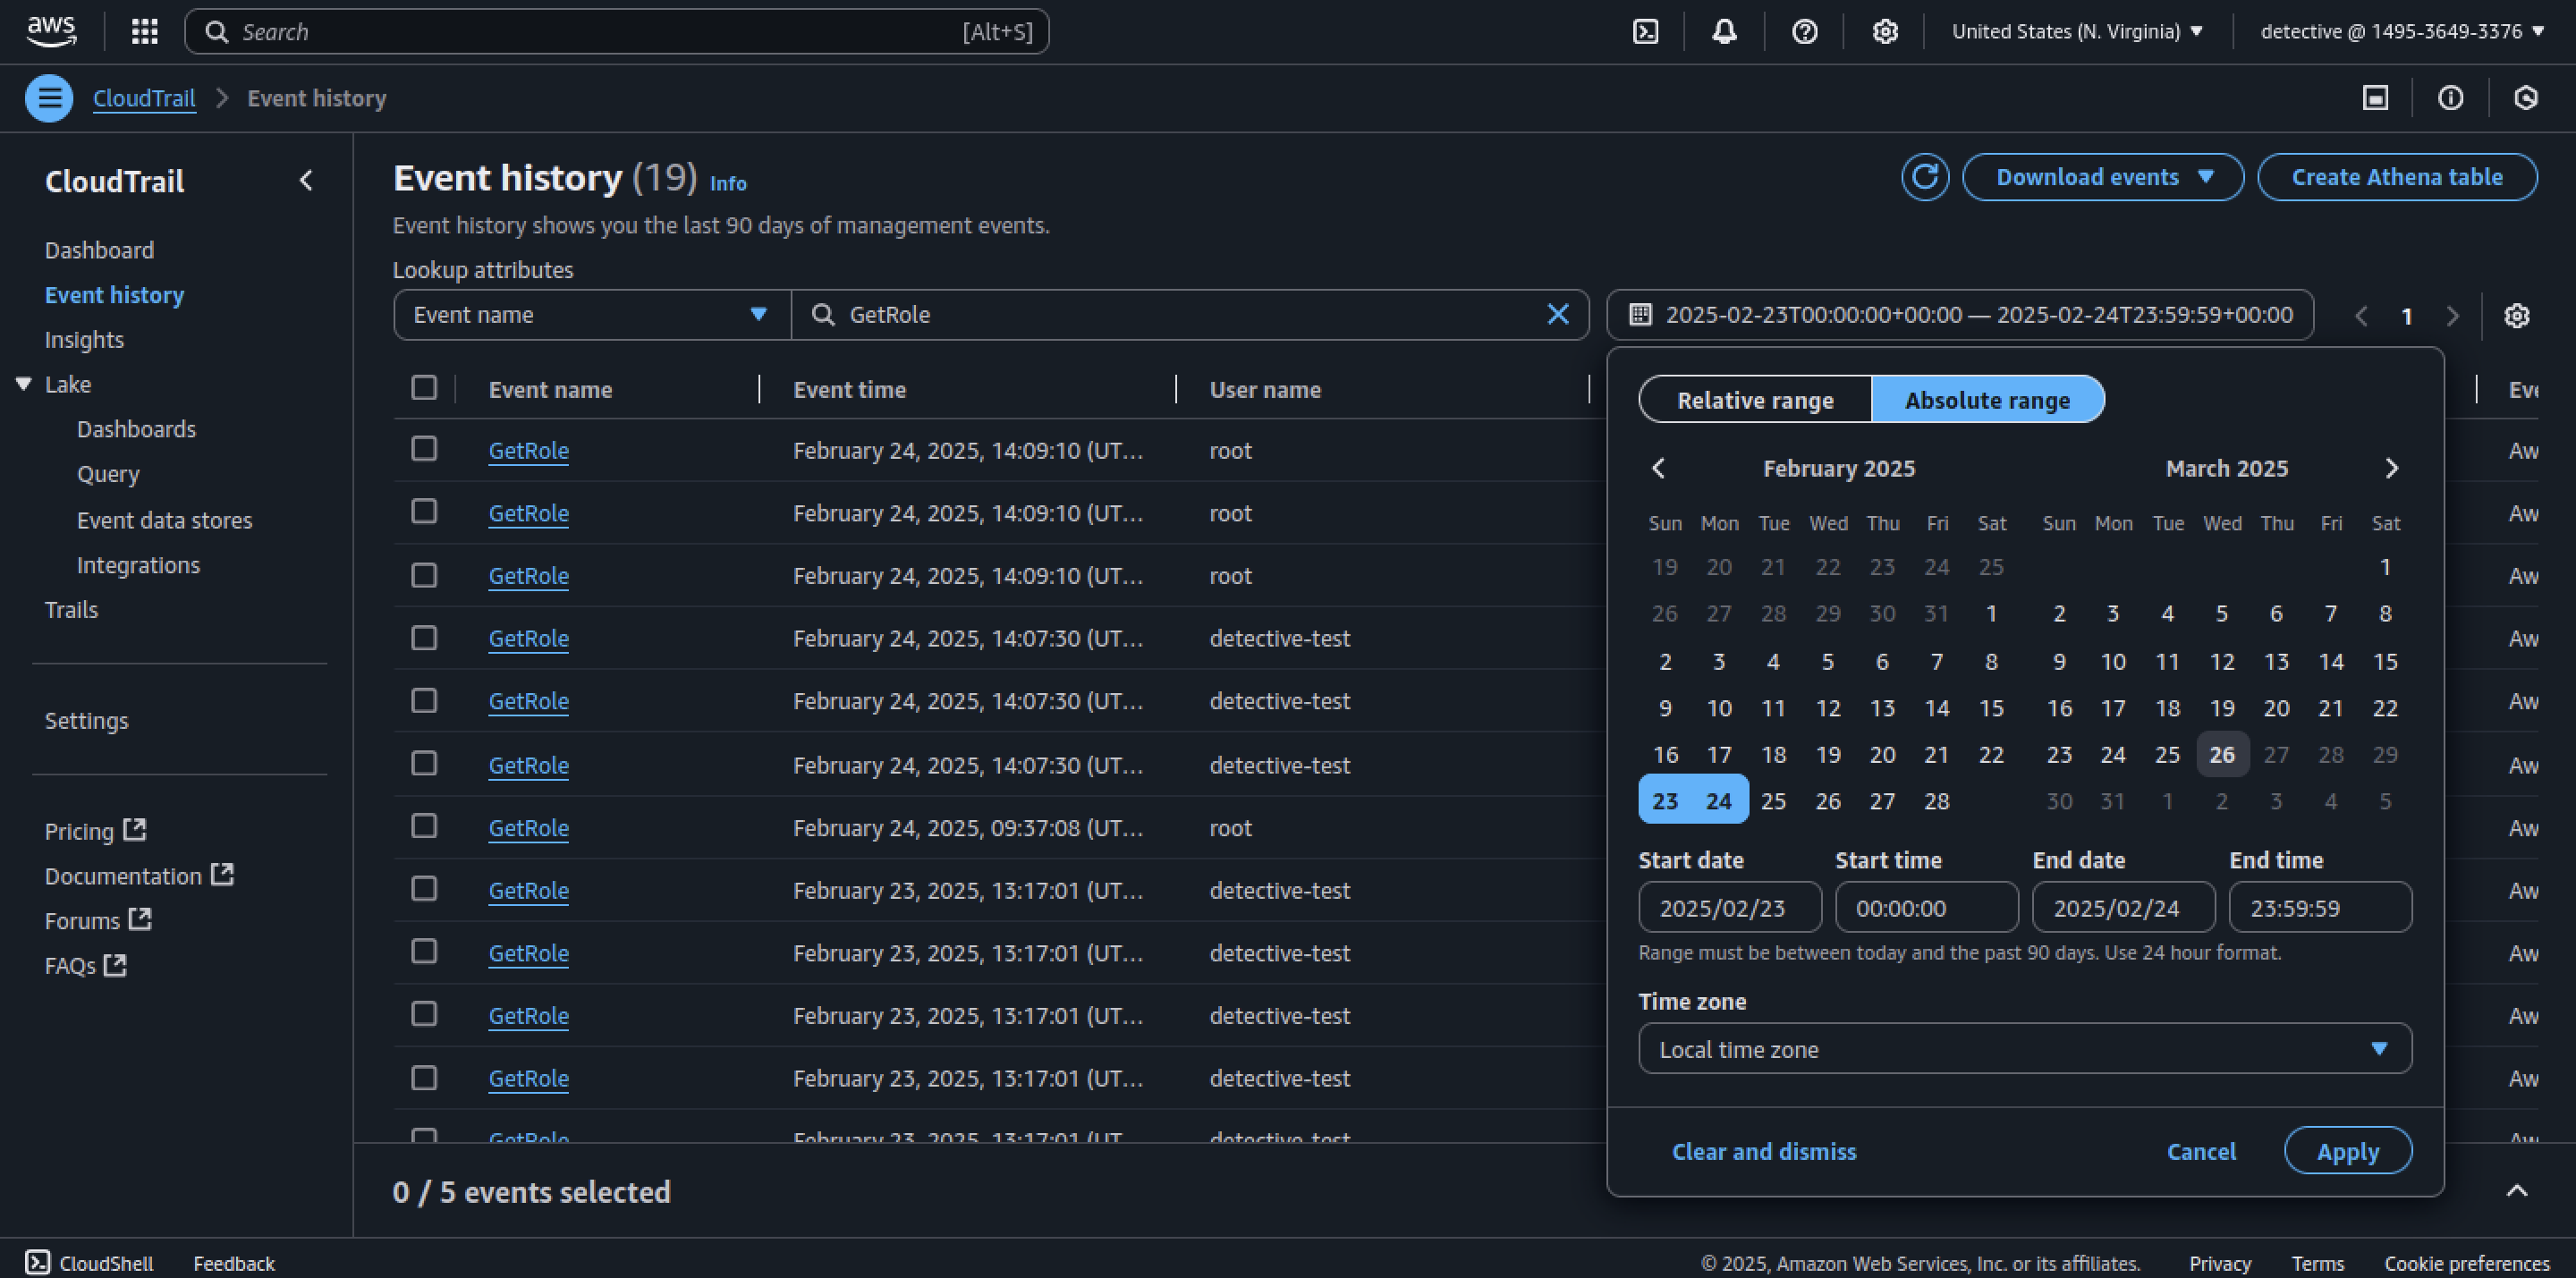 aws
Search [Alt+S]
United States (N. Virginia)
detective @ 1495-3649-3376
CloudTrail
Event history
CloudTrail
Dashboard
Event history
Insights
Lake
Dashboards
Query
Event data stores
Integrations
Trails
Settings
Pricing
Documentation
Forums
FAQs
Event history (19) Info
Download events
Create Athena table
Event history shows you the last 90 days of management events.
Lookup attributes
Event name
GetRole
2025-02-23T00:00:00+00:00 — 2025-02-24T23:59:59+00:00
1
Event name Event time User name Eve
GetRole February 24, 2025, 14:09:10 (UT... root Aw
GetRole February 24, 2025, 14:09:10 (UT... root Aw
GetRole February 24, 2025, 14:09:10 (UT... root Aw
GetRole February 24, 2025, 14:07:30 (UT... detective-test Aw
GetRole February 24, 2025, 14:07:30 (UT... detective-test Aw
GetRole February 24, 2025, 14:07:30 (UT... detective-test Aw
GetRole February 24, 2025, 09:37:08 (UT... root Aw
GetRole February 23, 2025, 13:17:01 (UT... detective-test Aw
GetRole February 23, 2025, 13:17:01 (UT... detective-test Aw
GetRole February 23, 2025, 13:17:01 (UT... detective-test Aw
GetRole February 23, 2025, 13:17:01 (UT... detective-test Aw
GetRole February 23, 2025, 13:17:01 (UT... detective-test Aw
Relative range Absolute range
February 2025 March 2025
Sun Mon Tue Wed Thu Fri Sat Sun Mon Tue Wed Thu Fri Sat
19 20 21 22 23 24 25 1
26 27 28 29 30 31 1 2 3 4 5 6 7 8
2 3 4 5 6 7 8 9 10 11 12 13 14 15
9 10 11 12 13 14 15 16 17 18 19 20 21 22
16 17 18 19 20 21 22 23 24 25 26 27 28 29
23 24 25 26 27 28 30 31 1 2 3 4 5
Start date Start time End date End time
2025/02/23 00:00:00 2025/02/24 23:59:59
Range must be between today and the past 90 days. Use 24 hour format.
Time zone
Local time zone
Clear and dismiss Cancel Apply
0 / 5 events selected
CloudShell Feedback
© 2025, Amazon Web Services, Inc. or its affiliates. Privacy Terms Cookie preferences